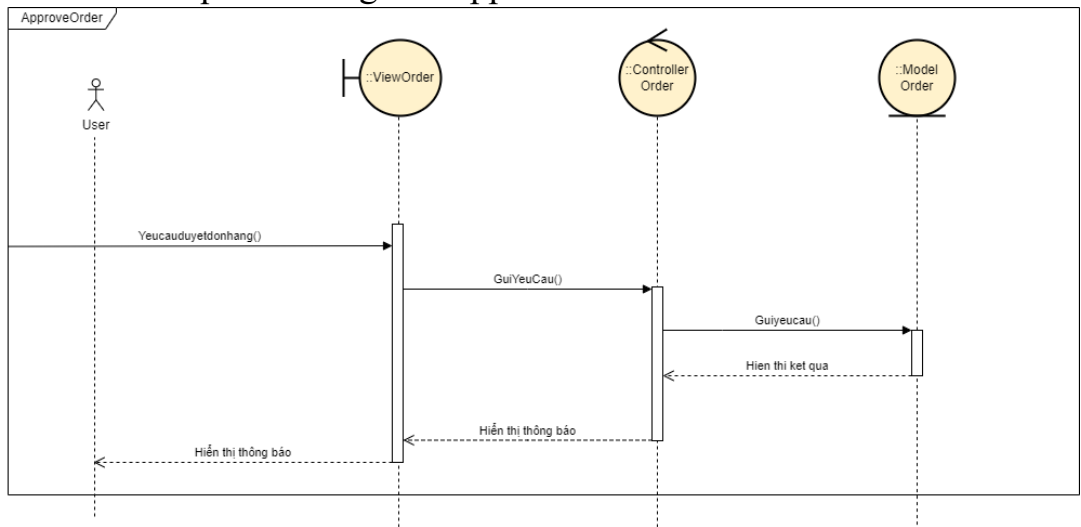 ApproveOrder
::ViewOrder
::Controller
Order
::Model
Order
User
Yeucauduyetdonhang()
GuiYeuCau()
Guiyeucau()
Hien thi ket qua
Hiển thị thông báo
Hiển thị thông báo